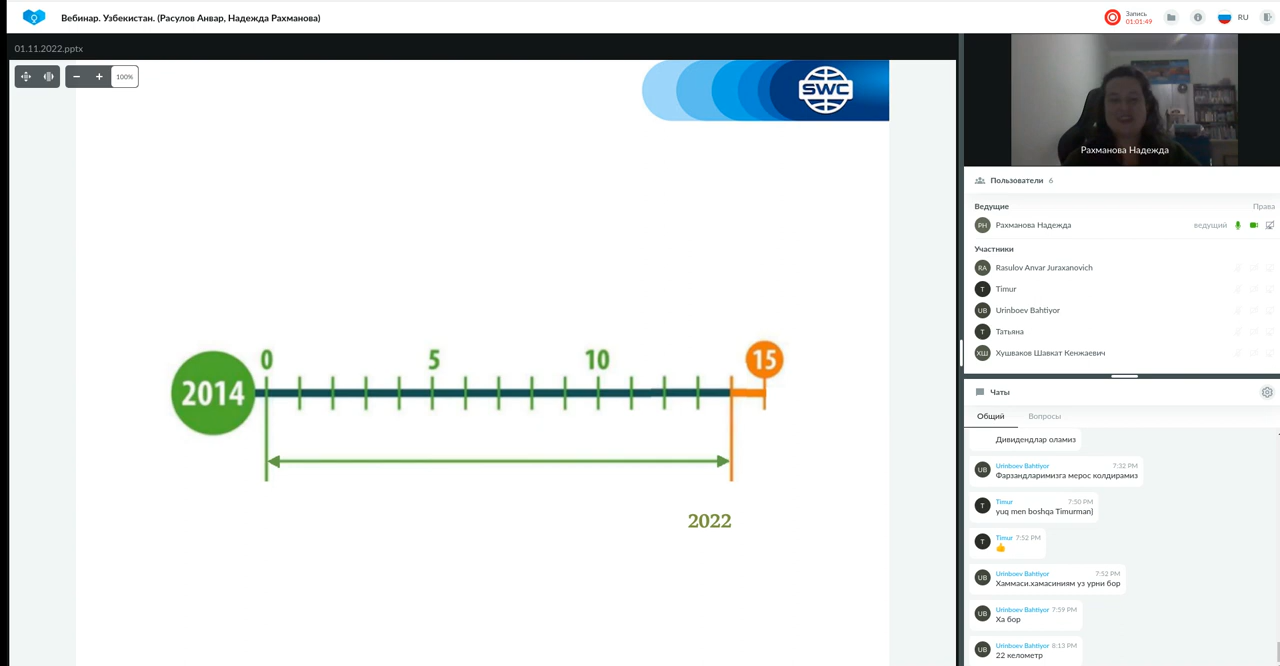 Вебинар. Узбекистан. (Расулов Анвар, Надежда Рахманова)
Запись
01:01:49
RU
01.11.2022.pptx
100%
SWC
2014
0
5
10
15
2022
Рахманова Надежда
Пользователи 6
Ведущие Права
РН Рахманова Надежда ведущий
Участники
RA Rasulov Anvar Juraxanovich
T Timur
UB Urinboev Bahtiyor
Т Татьяна
ХШ Хушваков Шавкат Кенжаевич
Чаты
Общий Вопросы
Дивидендлар оламиз
UB Urinboev Bahtiyor 7:32 PM
Фарзандларимизга мерос колдирамиз
T Timur 7:50 PM
yuq men boshqa Timurman)
T Timur 7:52 PM
👍
UB Urinboev Bahtiyor 7:52 PM
Хаммаси.хамасиниям уз урни бор
UB Urinboev Bahtiyor 7:59 PM
Ха бор
UB Urinboev Bahtiyor 8:13 PM
22 келометр